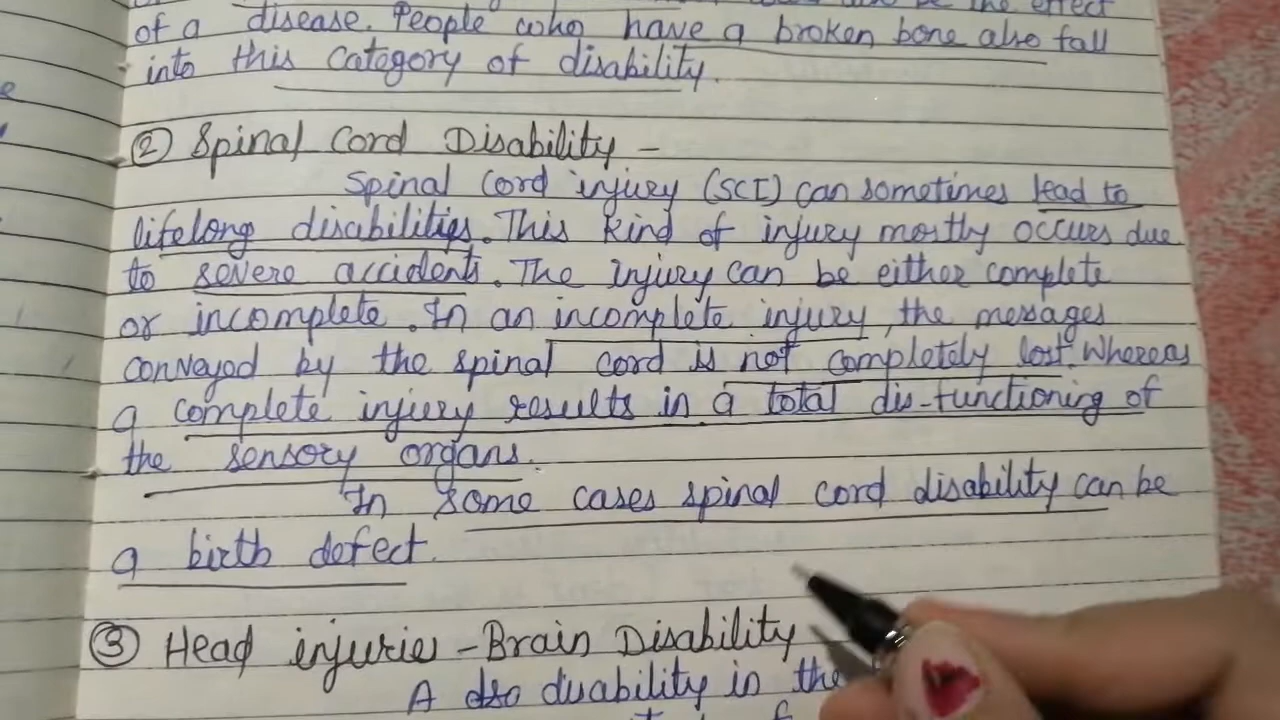 be the effect
of a disease. People who have a broken bone also fall
into this category of disability.
② Spinal Cord Disability -
Spinal Cord injury (SCI) can sometimes lead to
lifelong disabilities. This kind of injury mostly occurs due
to severe accidents. The injury can be either complete
or incomplete. In an incomplete injury, the messages
conveyed by the spinal cord is not completely lost. Whereas
a complete injury results in a total dis-functioning of
the sensory organs.
In some cases spinal cord disability can be
a birth defect.
③ Head injuries - Brain Disability
A disability in the